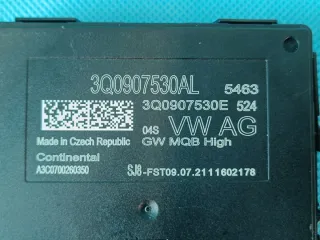 3Q0907530AL 5463
3Q0907530E 524
04S VW AG
Made in Czech Republic GW MQB High
Continental
A3C0700260350 SJ8-FST09.07.2111602178